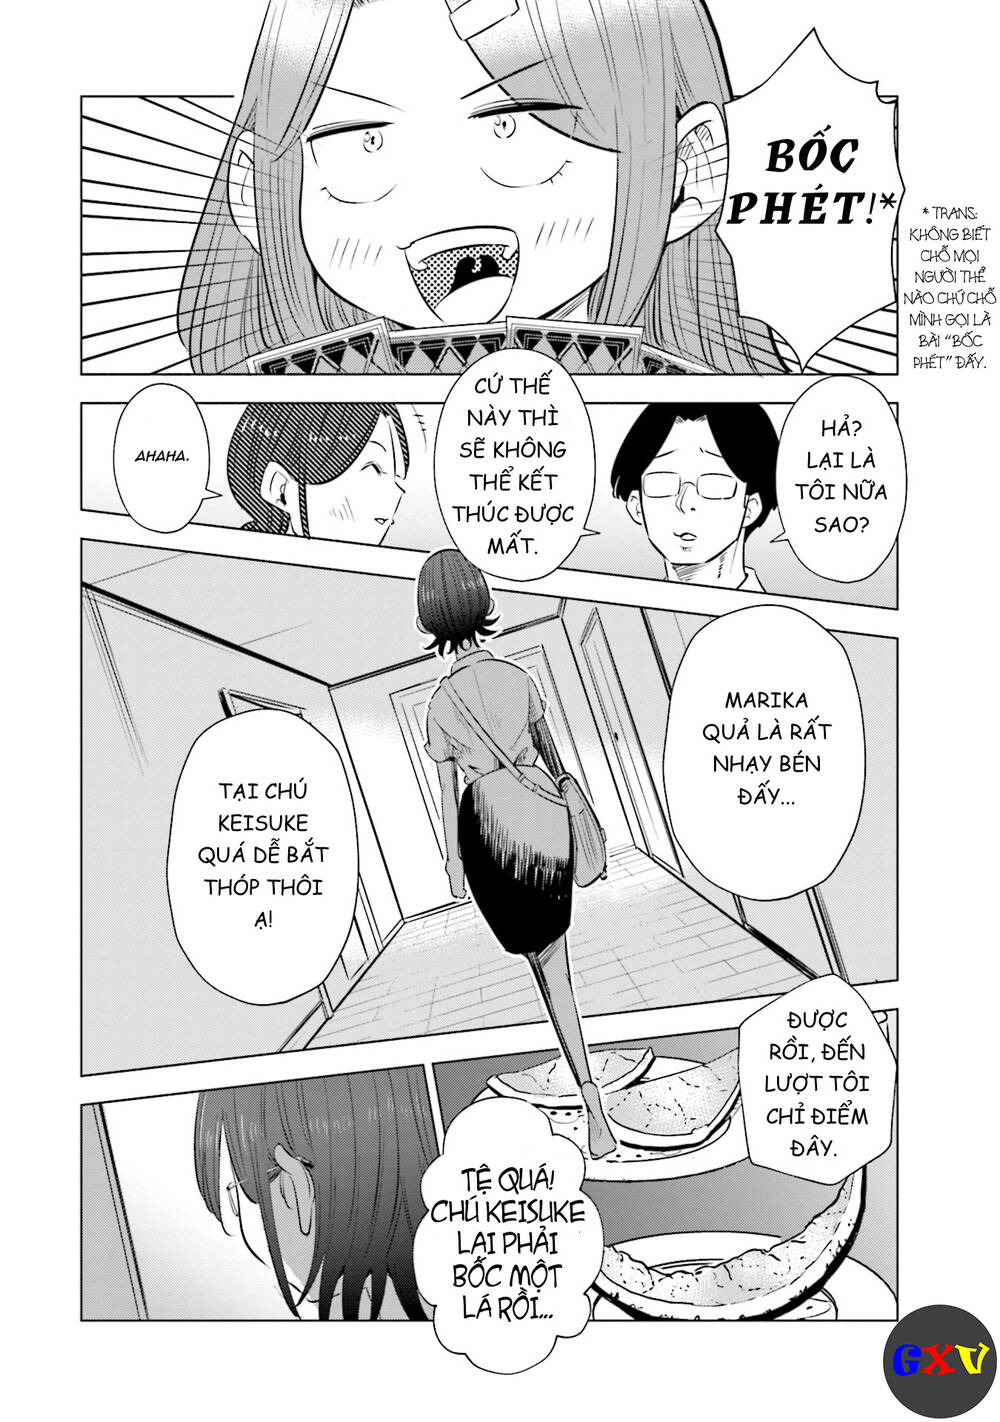 BỐC
PHÉT!*
* TRANS:
KHÔNG BIẾT
CHỖ MỌI
NGƯỜI THỂ
NÀO CHỨ CHỖ
MÌNH GỌI LÀ
BÀI “BỐC
PHÉT” ĐẤY.
HẢ?
LẠI LÀ
TÔI NỮA
SAO?
CỨ THẾ
NÀY THÌ
SẼ KHÔNG
THỂ KẾT
THÚC ĐƯỢC
MẤT.
AHAHA.
MARIKA
QUẢ LÀ RẤT
NHẠY BÉN
ĐẤY...
TẠI CHÚ
KEISUKE
QUÁ DỄ BẮT
THÓP THÔI
Ạ!
ĐƯỢC
RỒI, ĐẾN
LƯỢT TÔI
CHỈ ĐIỂM
ĐÂY.
TỆ QUÁ!
CHÚ KEISUKE
LẠI PHẢI
BỐC MỘT
LÁ RỒI...
GXV